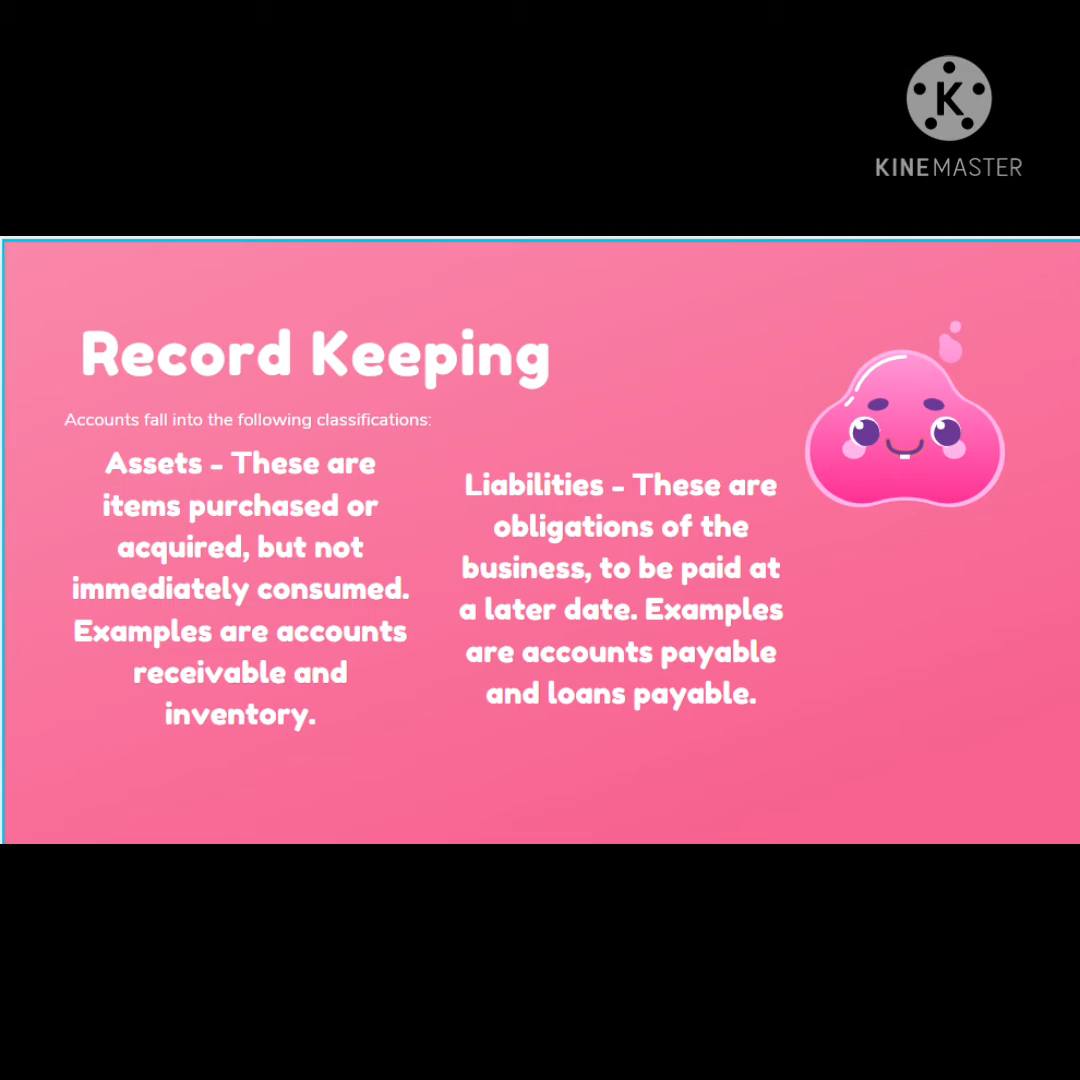 K
KINEMASTER
Record Keeping
Accounts fall into the following classifications:
Assets - These are
items purchased or
acquired, but not
immediately consumed.
Examples are accounts
receivable and
inventory.
Liabilities - These are
obligations of the
business, to be paid at
a later date. Examples
are accounts payable
and loans payable.